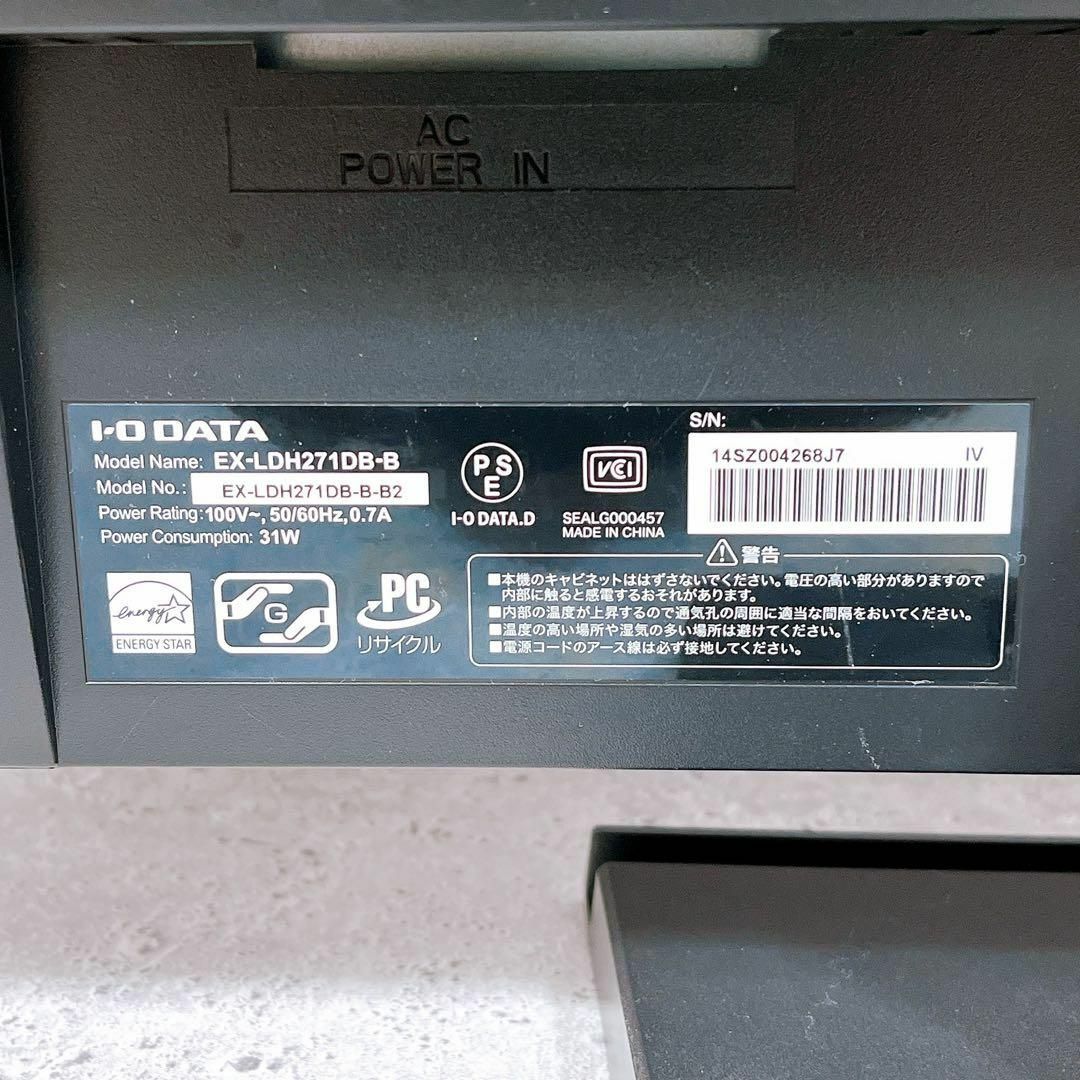 AC
POWER IN
I-O DATA
Model Name: EX-LDH271DB-B
Model No.: EX-LDH271DB-B-B2
Power Rating: 100V~, 50/60Hz, 0.7A
Power Consumption: 31W
PSE
I-O DATA.D
VCCI
SEALG000457
MADE IN CHINA
S/N:
14SZ004268J7 IV
energy
ENERGY STAR
G
PC
リサイクル
警告
■本機のキャビネットははずさないでください。電圧の高い部分がありますので
内部に触ると感電するおそれがあります。
■内部の温度が上昇するので通気孔の周囲に適当な間隔をおいてください。
■温度の高い場所や湿気の多い場所は避けてください。
■電源コードのアース線は必ず接地してください。